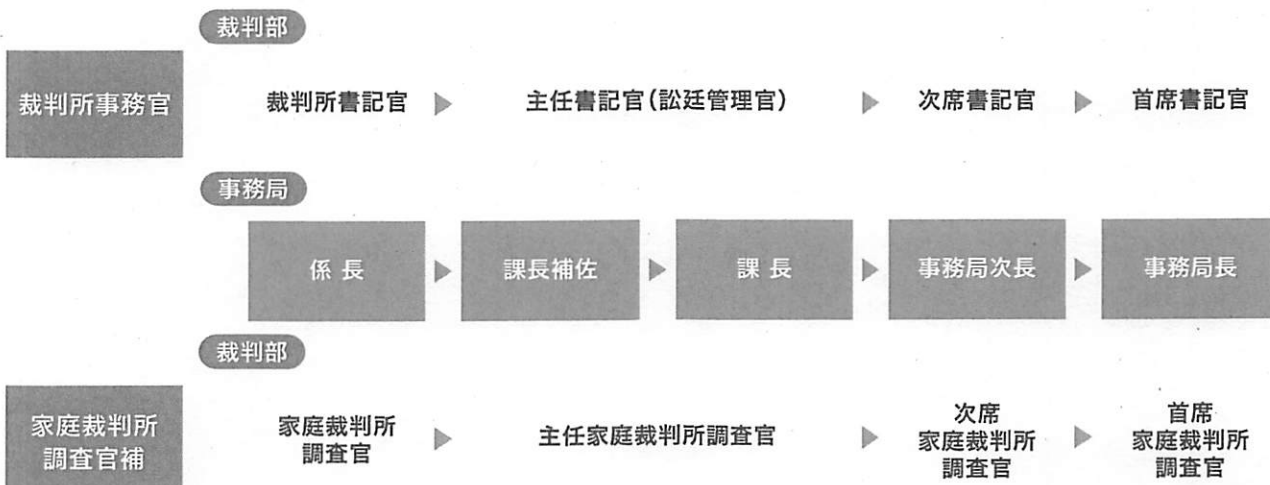 裁判部
裁判所事務官
裁判所書記官
主任書記官(訟廷管理官)
次席書記官
首席書記官
事務局
係長
課長補佐
課長
事務局次長
事務局長
裁判部
家庭裁判所
調査官補
家庭裁判所
調査官
主任家庭裁判所調査官
次席
家庭裁判所
調査官
首席
家庭裁判所
調査官